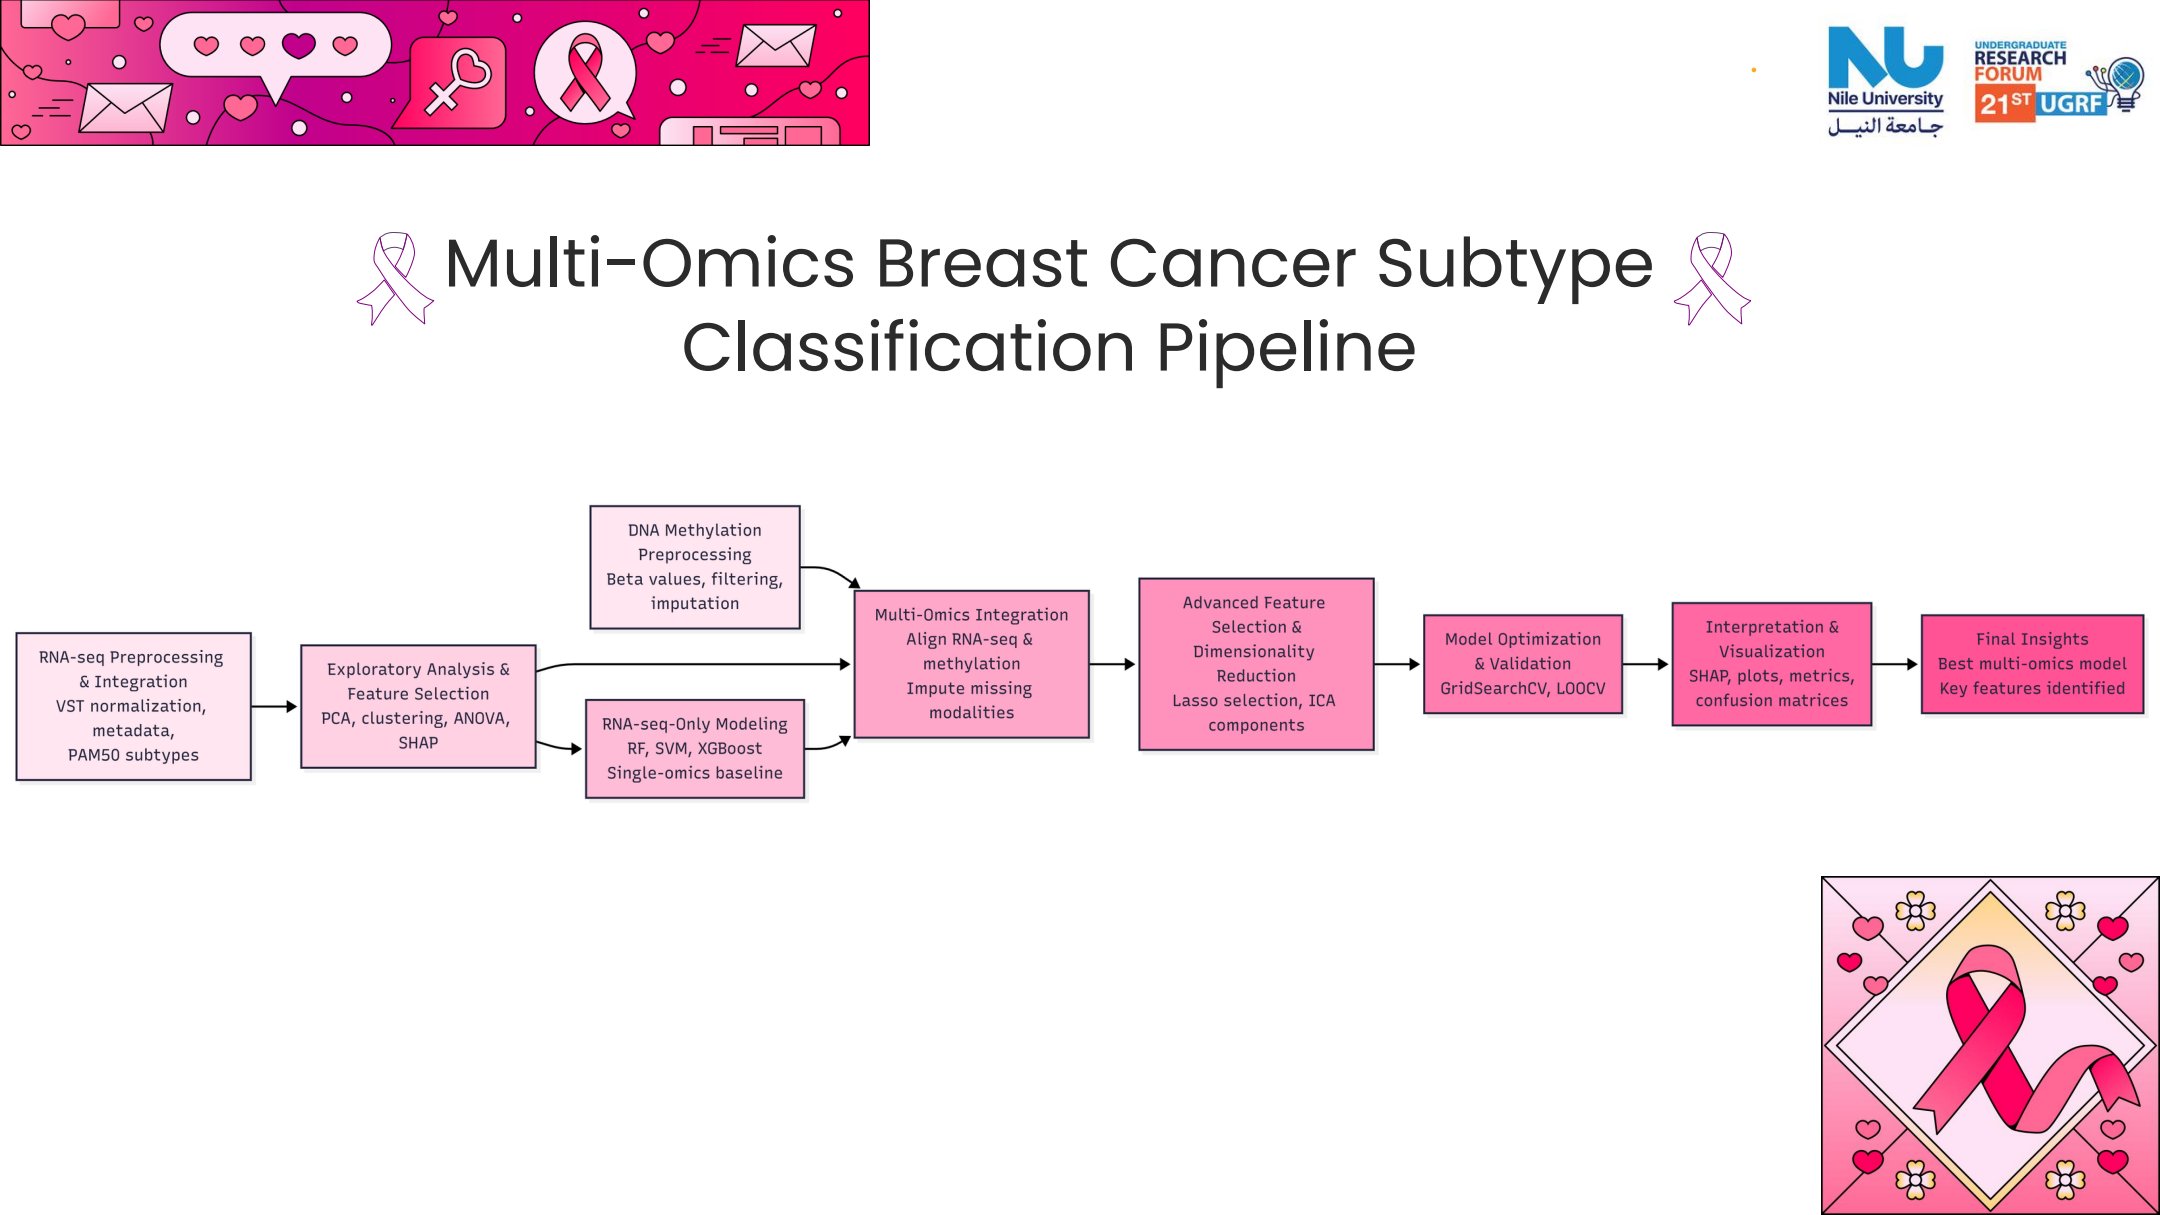 Nile University
جامعة النيل
UNDERGRADUATE
RESEARCH
FORUM
21ST UGRF
Multi-Omics Breast Cancer Subtype
Classification Pipeline
RNA-seq Preprocessing
& Integration
VST normalization,
metadata,
PAM50 subtypes
Exploratory Analysis &
Feature Selection
PCA, clustering, ANOVA,
SHAP
DNA Methylation
Preprocessing
Beta values, filtering,
imputation
RNA-seq-Only Modeling
RF, SVM, XGBoost
Single-omics baseline
Multi-Omics Integration
Align RNA-seq &
methylation
Impute missing
modalities
Advanced Feature
Selection &
Dimensionality
Reduction
Lasso selection, ICA
components
Model Optimization
& Validation
GridSearchCV, LOOCV
Interpretation &
Visualization
SHAP, plots, metrics,
confusion matrices
Final Insights
Best multi-omics model
Key features identified